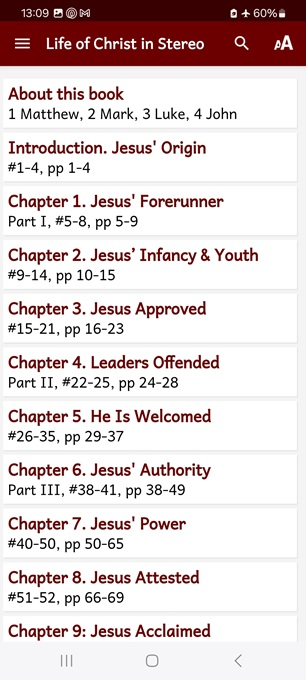 13:09 60%
Life of Christ in Stereo AA
About this book
1 Matthew, 2 Mark, 3 Luke, 4 John
Introduction. Jesus' Origin
#1-4, pp 1-4
Chapter 1. Jesus' Forerunner
Part I, #5-8, pp 5-9
Chapter 2. Jesus’ Infancy & Youth
#9-14, pp 10-15
Chapter 3. Jesus Approved
#15-21, pp 16-23
Chapter 4. Leaders Offended
Part II, #22-25, pp 24-28
Chapter 5. He Is Welcomed
#26-35, pp 29-37
Chapter 6. Jesus' Authority
Part III, #38-41, pp 38-49
Chapter 7. Jesus' Power
#40-50, pp 50-65
Chapter 8. Jesus Attested
#51-52, pp 66-69
Chapter 9: Jesus Acclaimed